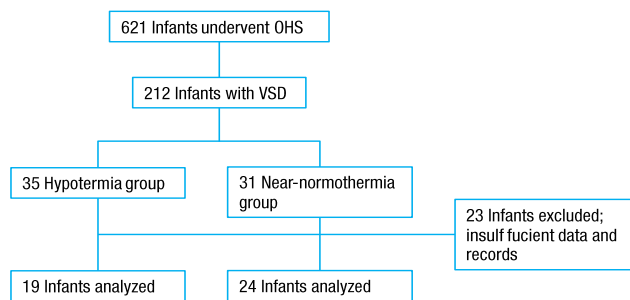 621 Infants undervent OHS
212 Infants with VSD
35 Hypotermia group
31 Near-normothermia
group
23 Infants excluded;
insulf fucient data and
records
19 Infants analyzed
24 Infants analyzed